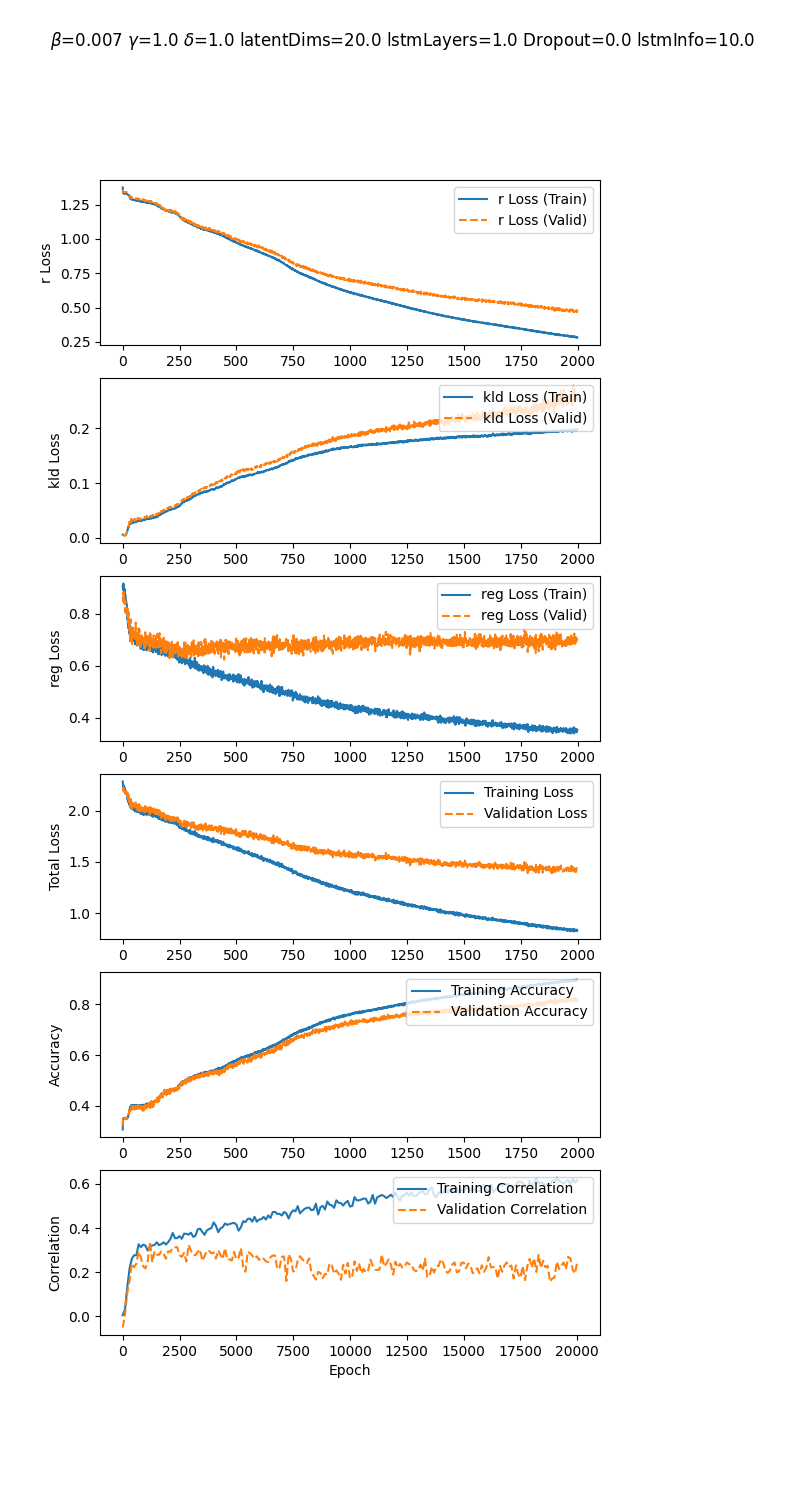 β=0.007 γ=1.0 δ=1.0 latentDims=20.0 lstmLayers=1.0 Dropout=0.0 lstmInfo=10.0
r Loss
1.25
1.00
0.75
0.50
0.25
r Loss (Train)
r Loss (Valid)
0 250 500 750 1000 1250 1500 1750 2000
kld Loss
0.2
0.1
0.0
kld Loss (Train)
kld Loss (Valid)
0 250 500 750 1000 1250 1500 1750 2000
reg Loss
0.8
0.6
0.4
reg Loss (Train)
reg Loss (Valid)
0 250 500 750 1000 1250 1500 1750 2000
Total Loss
2.0
1.5
1.0
Training Loss
Validation Loss
0 250 500 750 1000 1250 1500 1750 2000
Accuracy
0.8
0.6
0.4
Training Accuracy
Validation Accuracy
0 250 500 750 1000 1250 1500 1750 2000
Correlation
0.6
0.4
0.2
0.0
Training Correlation
Validation Correlation
0 2500 5000 7500 10000 12500 15000 17500 20000
Epoch